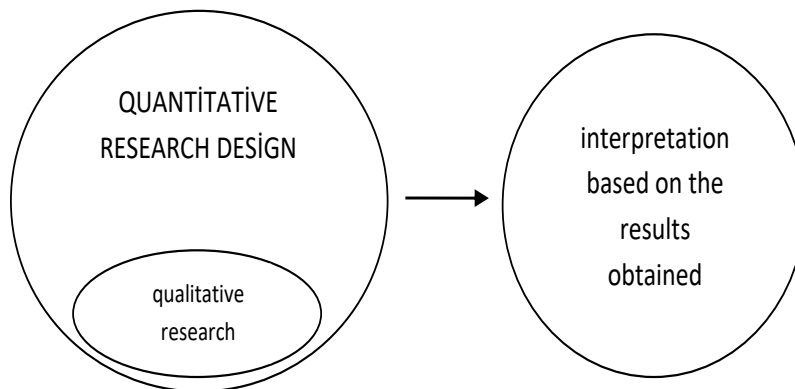 QUANTİTATİVE
RESEARCH DESİGN
qualitative
research
interpretation
based on the
results
obtained